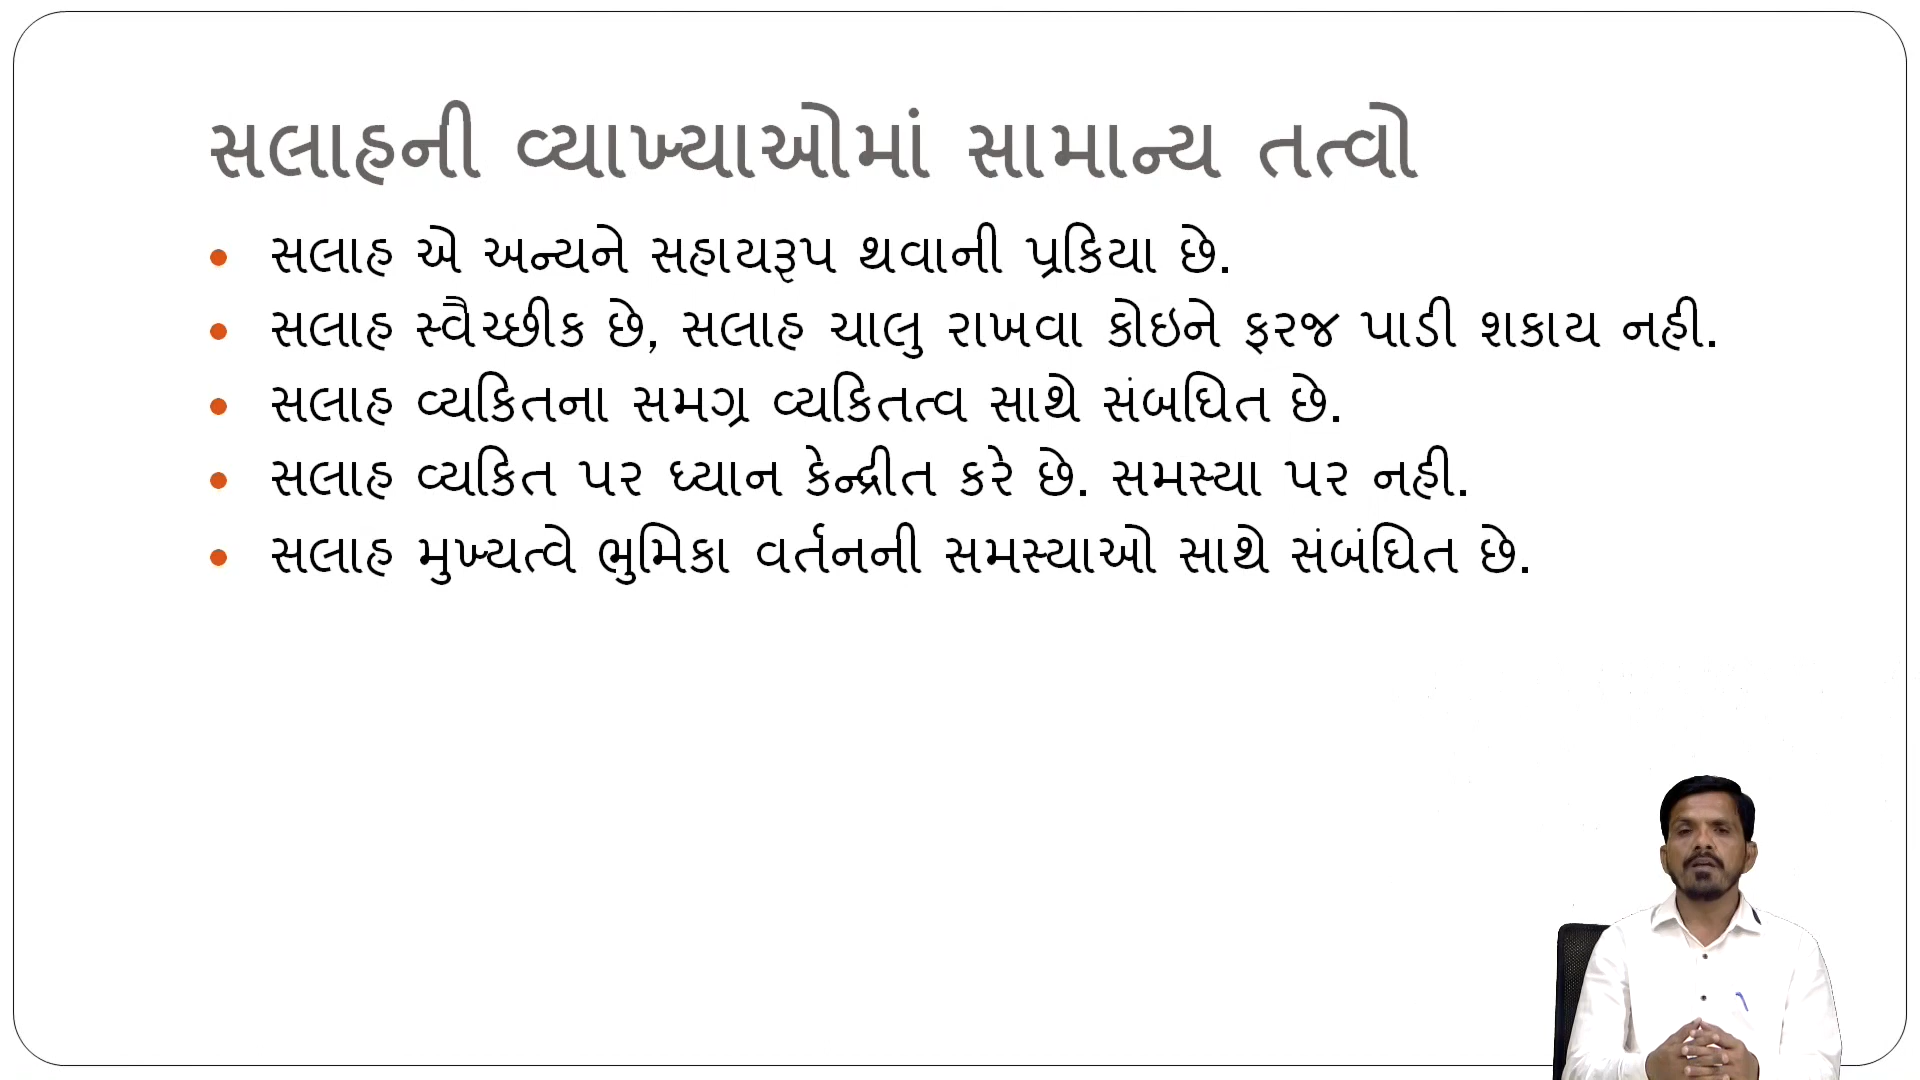 સલાહની વ્યાખ્યાઓમાં સામાન્ય તત્વો
• સલાહ એ અન્યને સહાયરૂપ થવાની પ્રક્રિયા છે.
• સલાહ સ્વૈચ્છીક છે, સલાહ ચાલુ રાખવા કોઇને ફરજ પાડી શકાય નહી.
• સલાહ વ્યકિતના સમગ્ર વ્યકિતત્વ સાથે સંબધિત છે.
• સલાહ વ્યકિત પર ધ્યાન કેન્દ્રીત કરે છે. સમસ્યા પર નહી.
• સલાહ મુખ્યત્વે ભુમિકા વર્તનની સમસ્યાઓ સાથે સંબંધિત છે.